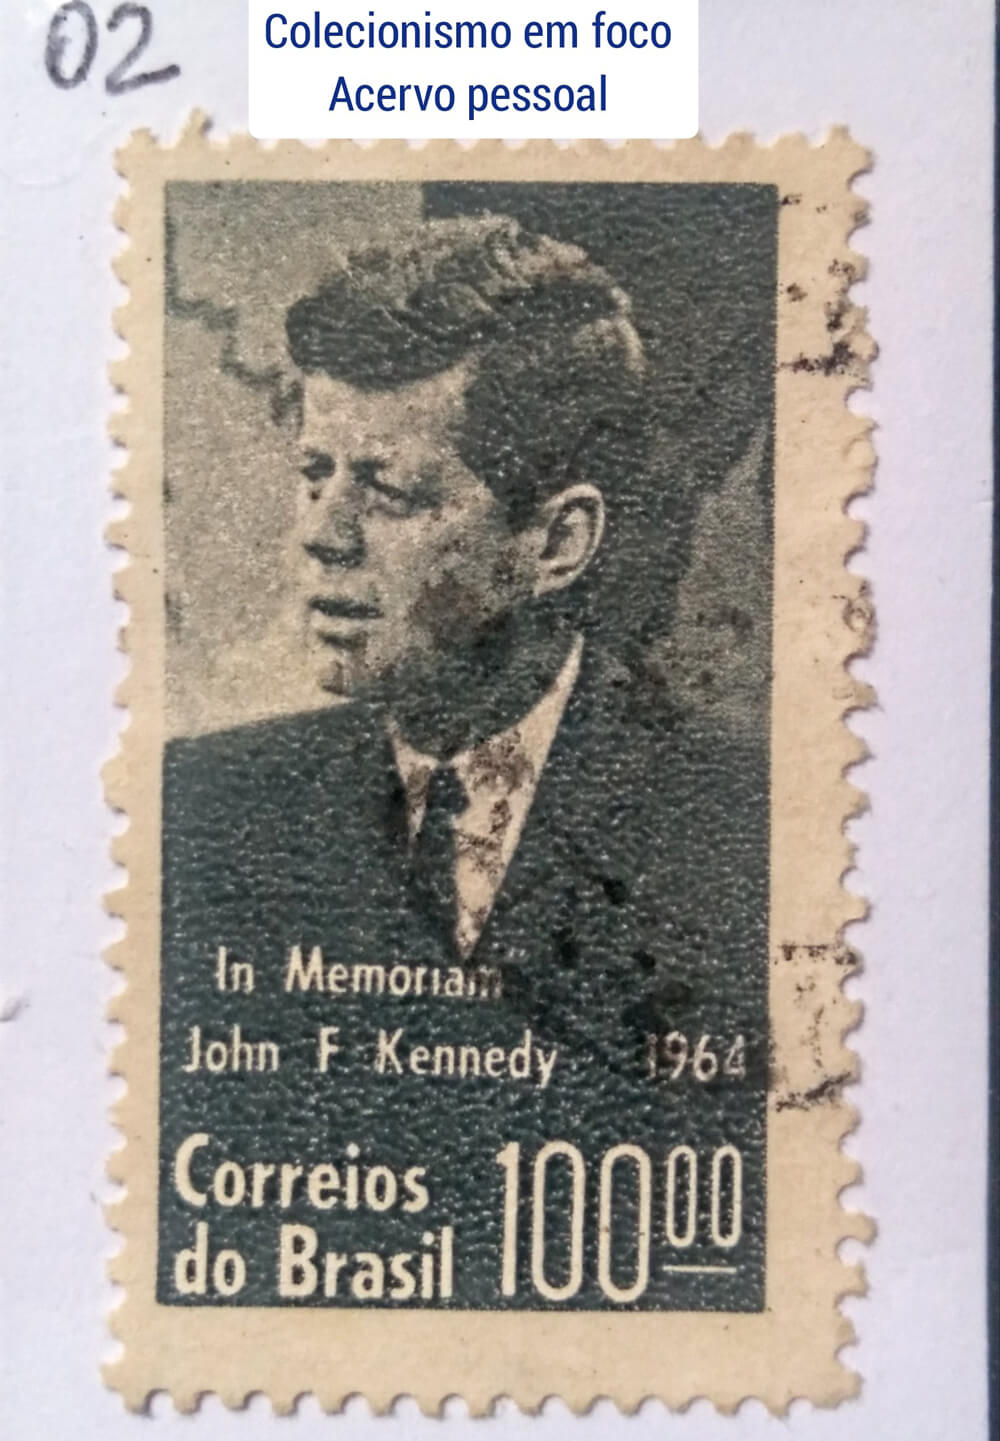 02
Colecionismo em foco
Acervo pessoal
In Memoriam
John F Kennedy 1964
Correios
do Brasil 100 00